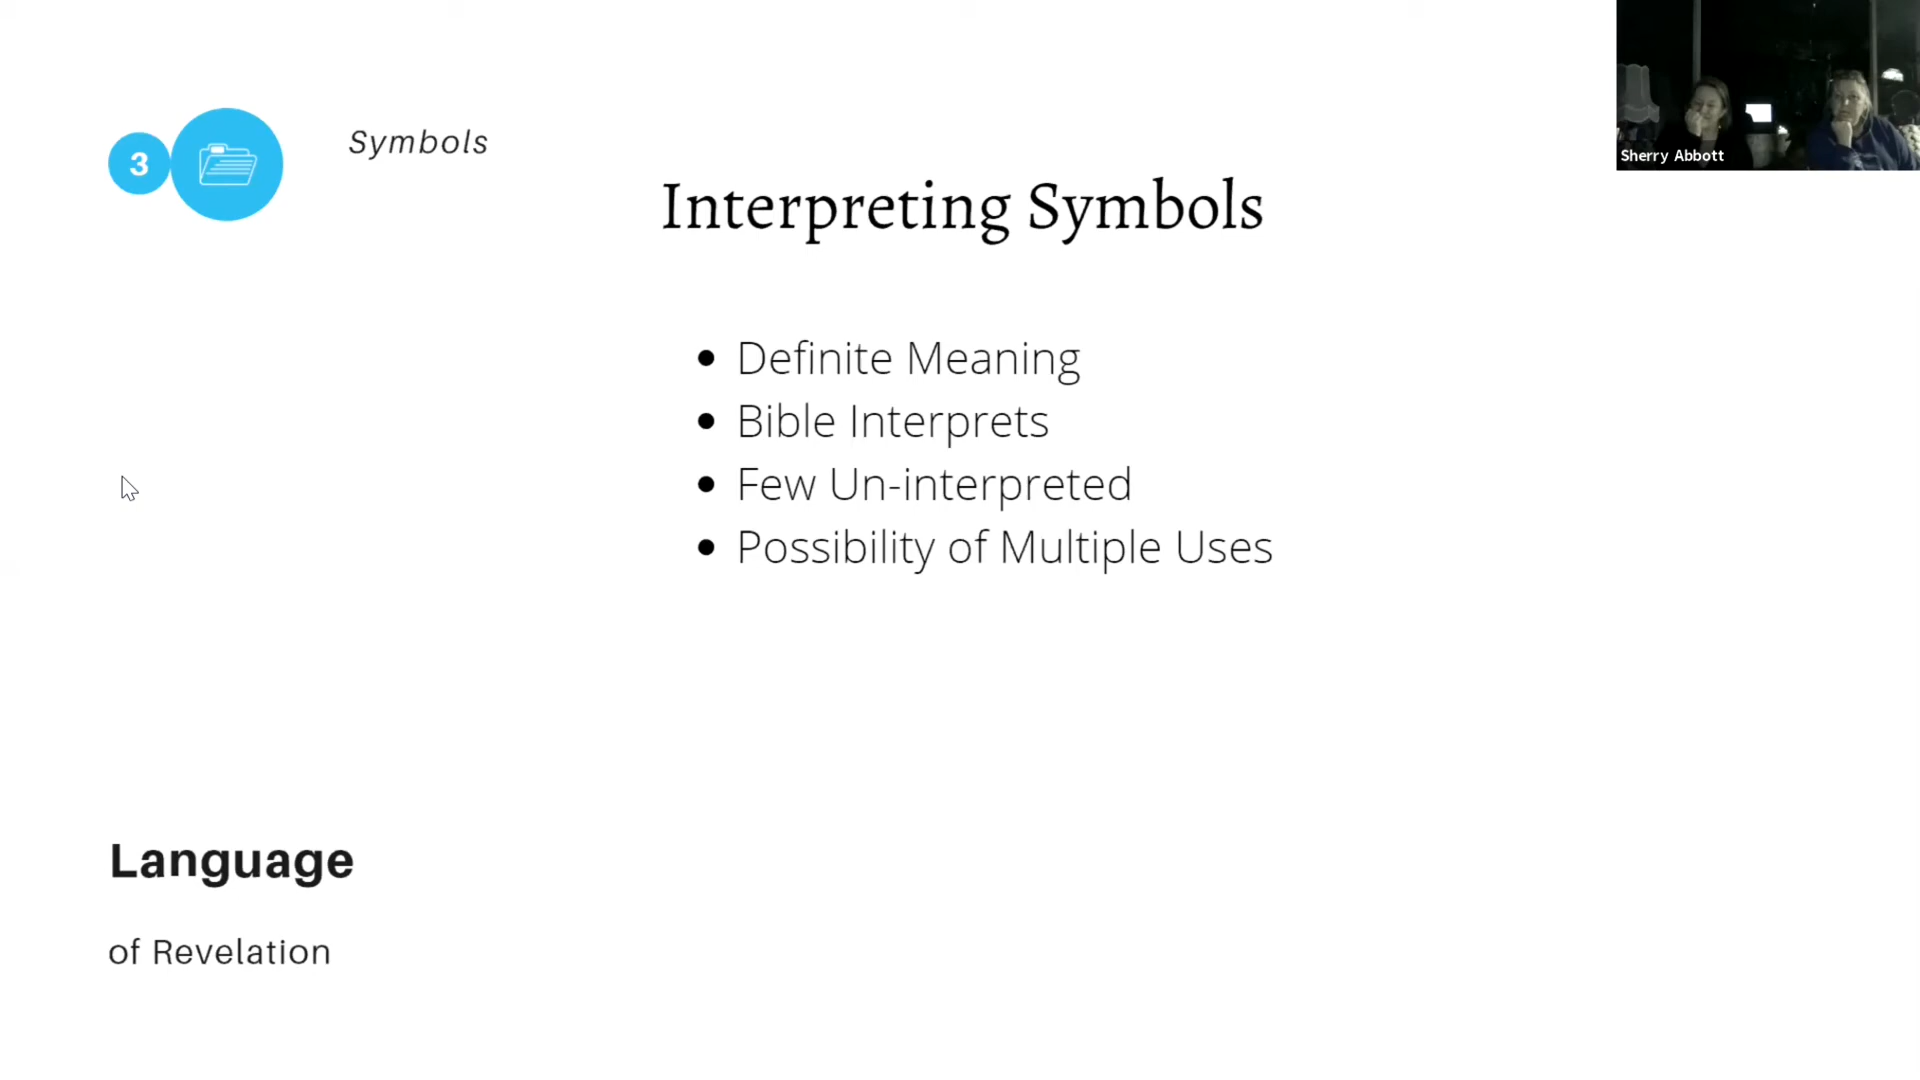 3
Symbols
Interpreting Symbols
• Definite Meaning
• Bible Interprets
• Few Un-interpreted
• Possibility of Multiple Uses
Language
of Revelation
Sherry Abbott